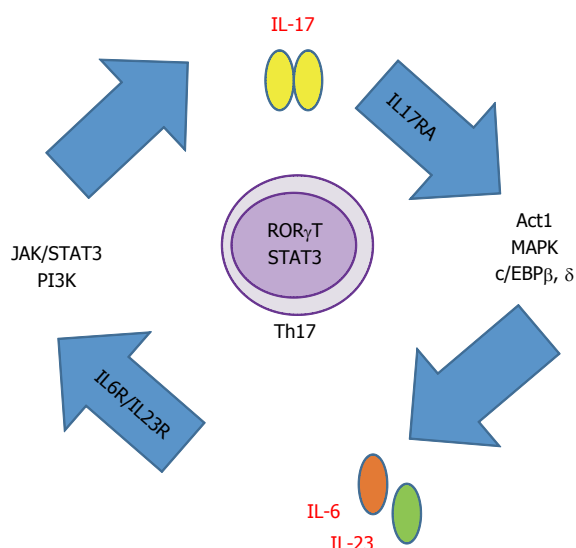 IL-17
IL17RA
Act1
MAPK
c/EBPβ, δ
JAK/STAT3
PI3K
RORγT
STAT3
Th17
IL6R/IL23R
IL-6
IL-23